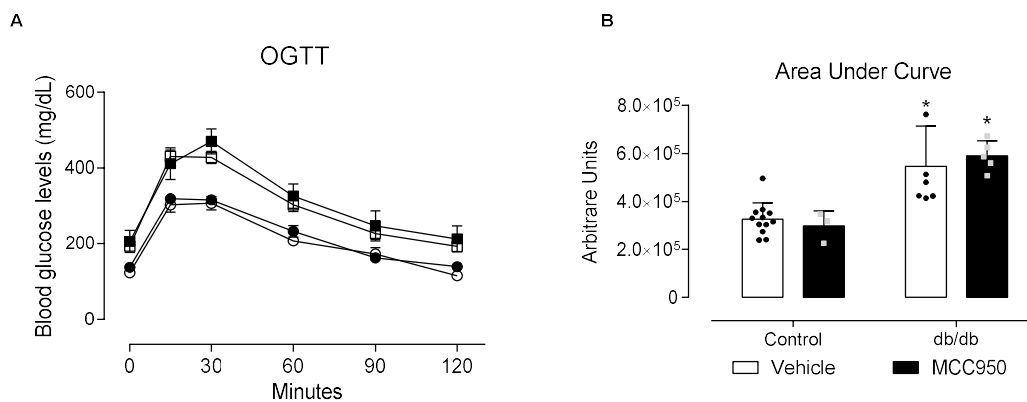 A
OGTT
Blood glucose levels (mg/dL)
600
400
200
0
0 30 60 90 120
Minutes
B
Area Under Curve
Arbitrare Units
8.0×10⁵
6.0×10⁵
4.0×10⁵
2.0×10⁵
0
* *
Control db/db
Vehicle MCC950